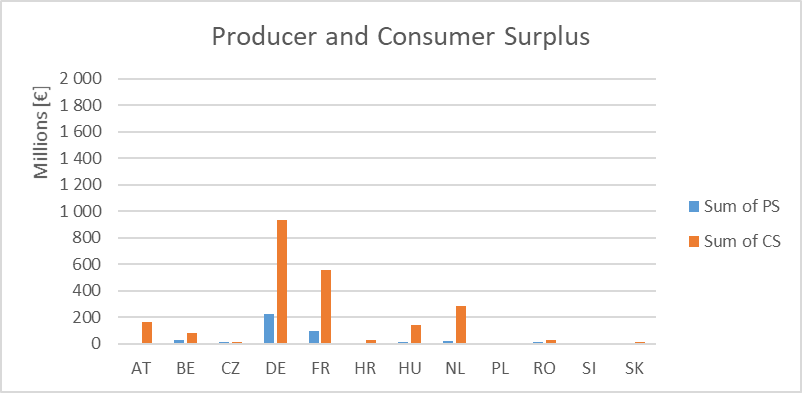 Producer and Consumer Surplus
Millions [€]
2 000
1 800
1 600
1 400
1 200
1 000
800
600
400
200
0
AT BE CZ DE FR HR HU NL PL RO SI SK
Sum of PS
Sum of CS